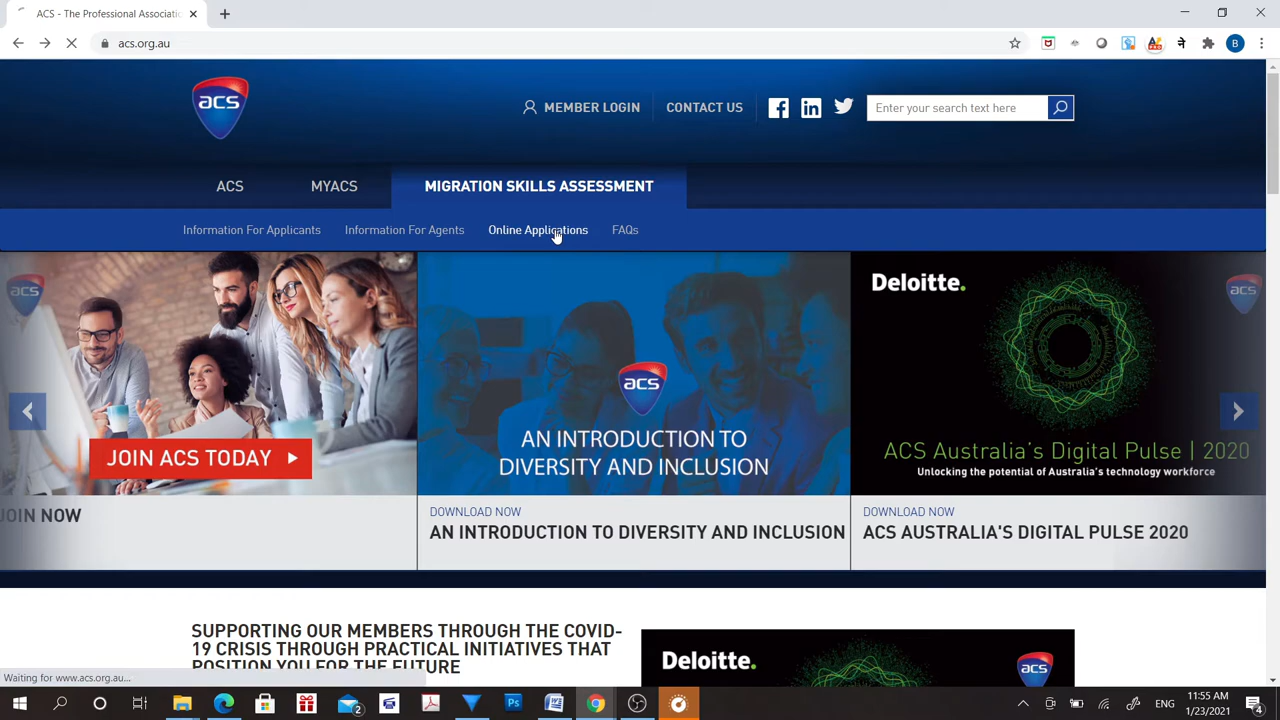 ACS - The Professional Associatio
acs.org.au
B
acs
MEMBER LOGIN
CONTACT US
Enter your search text here
ACS
MYACS
MIGRATION SKILLS ASSESSMENT
Information For Applicants
Information For Agents
Online Applications
FAQs
JOIN ACS TODAY
JOIN NOW
acs
AN INTRODUCTION TO
DIVERSITY AND INCLUSION
DOWNLOAD NOW
AN INTRODUCTION TO DIVERSITY AND INCLUSION
Deloitte.
ACS Australia's Digital Pulse | 2020
Unlocking the potential of Australia's technology workforce
DOWNLOAD NOW
ACS AUSTRALIA'S DIGITAL PULSE 2020
SUPPORTING OUR MEMBERS THROUGH THE COVID-
19 CRISIS THROUGH PRACTICAL INITIATIVES THAT
POSITION YOU FOR THE FUTURE
Deloitte.
acs
Waiting for www.acs.org.au...
2
Ps
ENG
11:55 AM
1/23/2021
4